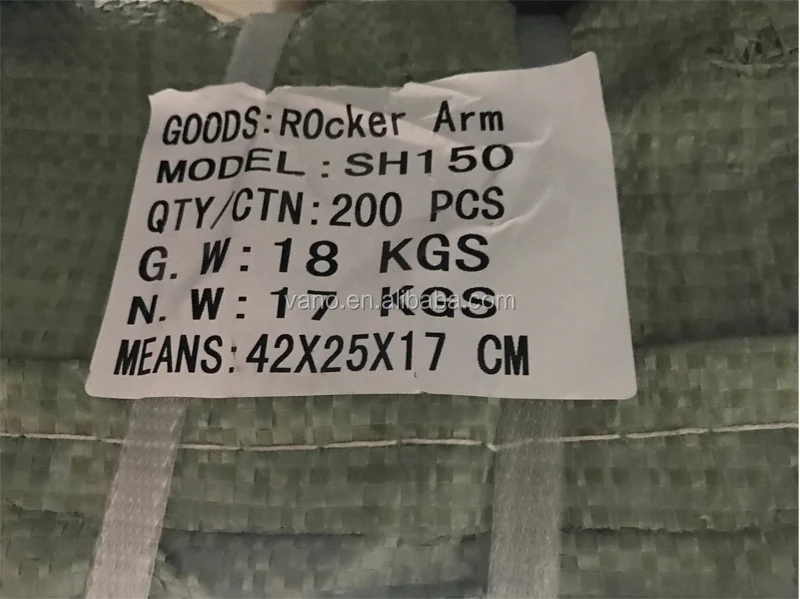 GOODS: ROcker Arm
MODEL: SH150
QTY/CTN: 200 PCS
G. W: 18 KGS
N. W: 17 KGS
vano.en.alibaba.com
MEANS: 42X25X17 CM